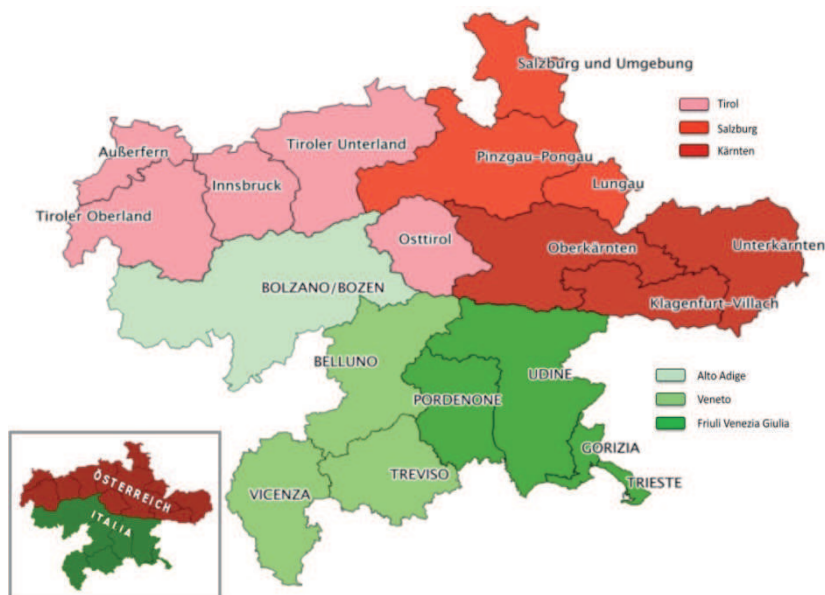 Salzburg und Umgebung
Tirol
Salzburg
Kärnten
Außerfern
Tiroler Unterland
Pinzgau-Pongau
Innsbruck
Lungau
Tiroler Oberland
Osttirol
Oberkärnten
Unterkärnten
BOLZANO/BOZEN
Klagenfurt-Villach
BELLUNO
UDINE
Alto Adige
PORDENONE
Veneto
Friuli Venezia Giulia
GORIZIA
TREVISO
TRIESTE
VICENZA
ÖSTERREICH
ITALIA